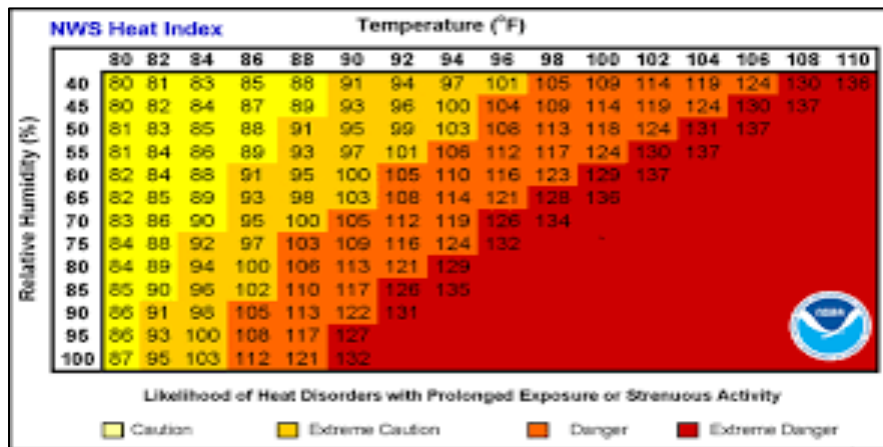 NWS Heat Index Temperature (°F)
80 82 84 86 88 90 92 94 96 98 100 102 104 106 108 110
Relative Humidity (%)
40 80 81 83 85 88 91 94 97 101 105 109 114 119 124 130 136
45 80 82 84 87 89 93 96 100 104 109 114 119 124 130 137
50 81 83 85 88 91 95 99 103 108 113 118 124 131 137
55 81 84 86 89 93 97 101 106 112 117 124 130 137
60 82 84 88 91 95 100 105 110 116 123 129 137
65 82 85 89 93 98 103 108 114 121 128 136
70 83 86 90 95 100 105 112 119 126 134
75 84 88 92 97 103 109 116 124 132
80 84 89 94 100 106 113 121 129
85 85 90 96 102 110 117 126 135
90 86 91 98 105 113 122 131
95 86 93 100 108 117 127
100 87 95 103 112 121 132
NOAA
Likelihood of Heat Disorders with Prolonged Exposure or Strenuous Activity
Caution Extreme Caution Danger Extreme Danger